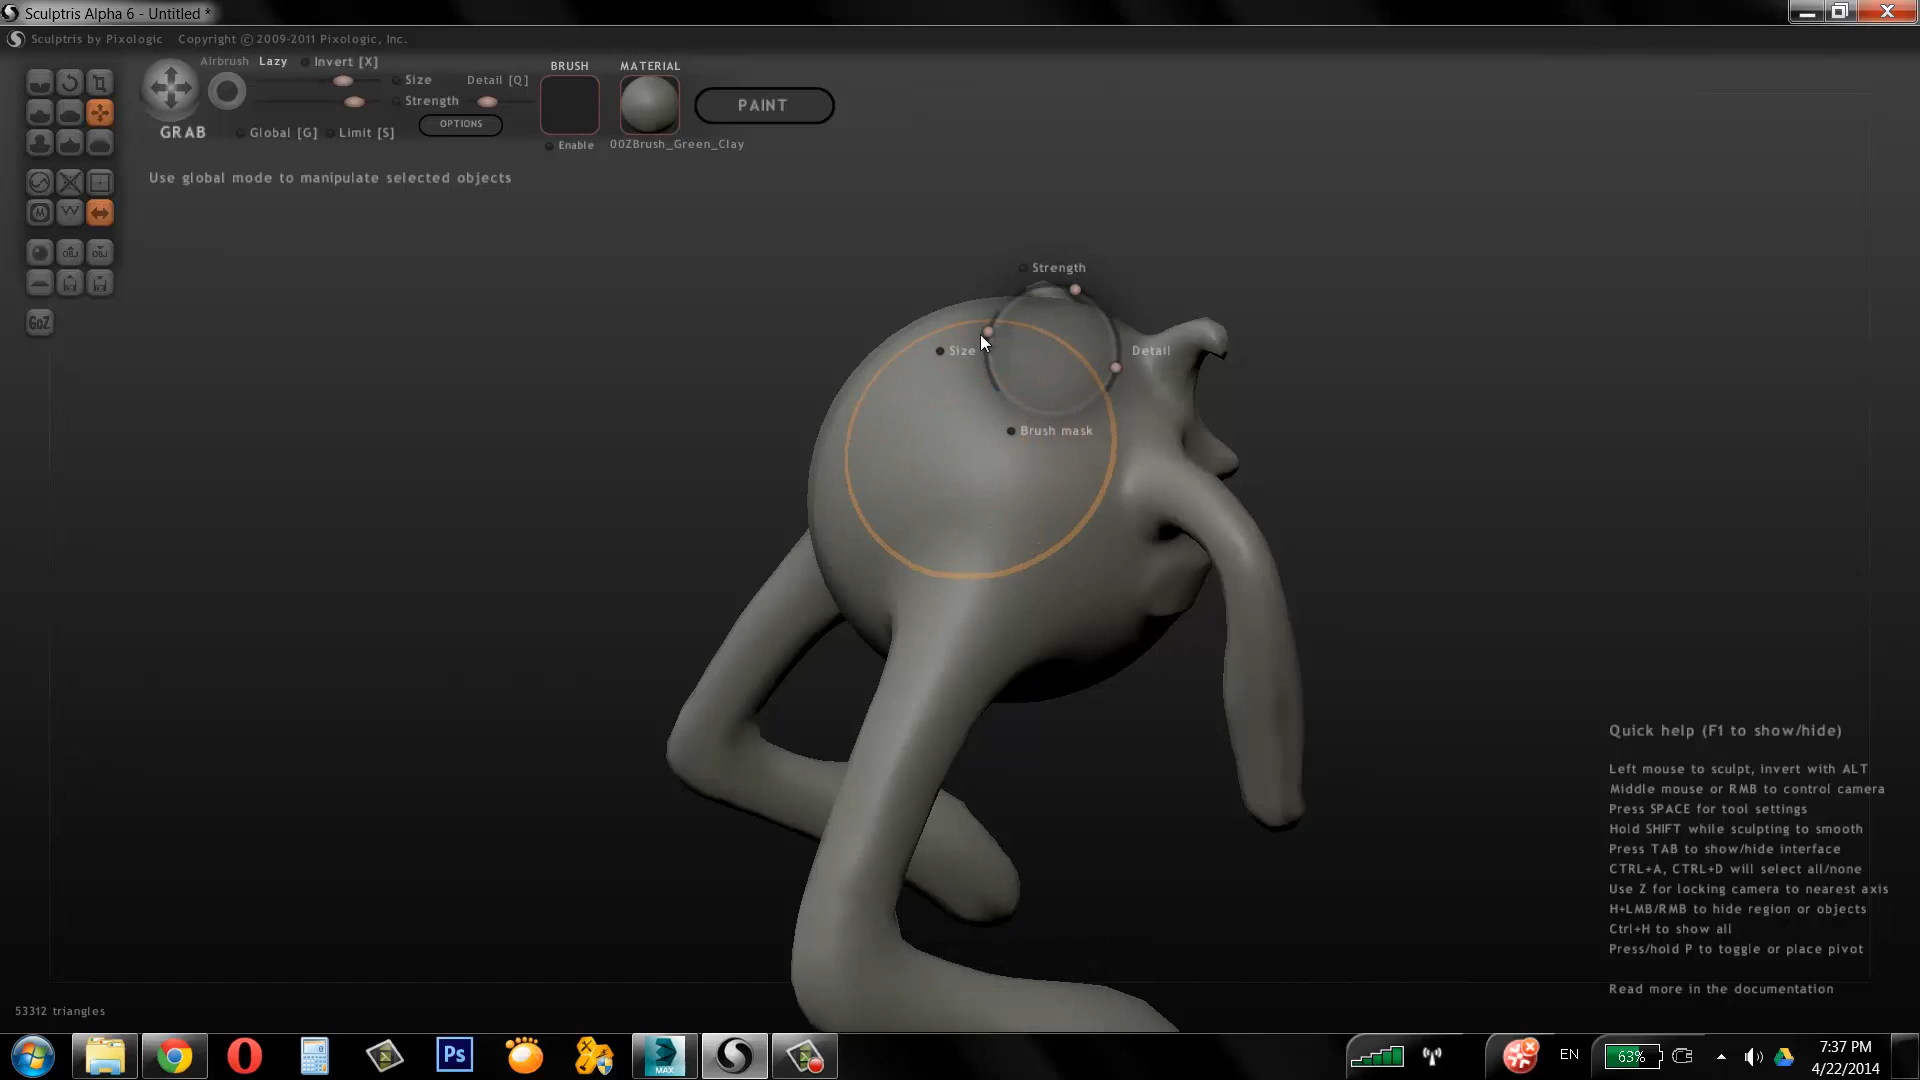 Sculptris Alpha 6 - Untitled *
Sculptris by Pixologic Copyright © 2009-2011 Pixologic, Inc.
Airbrush Lazy Invert [X]
Size Detail [Q]
Strength
GRAB Global [G] Limit [S] OPTIONS
BRUSH MATERIAL
PAINT
Enable 00ZBrush_Green_Clay
Use global mode to manipulate selected objects
OBJ OBJ
M
GoZ
Strength
Size Detail
Brush mask
Quick help (F1 to show/hide)
Left mouse to sculpt, invert with ALT
Middle mouse or RMB to control camera
Press SPACE for tool settings
Hold SHIFT while sculpting to smooth
Press TAB to show/hide interface
CTRL+A, CTRL+D will select all/none
Use Z for locking camera to nearest axis
H+LMB/RMB to hide region or objects
Ctrl+H to show all
Press/hold P to toggle or place pivot
Read more in the documentation
53312 triangles
Ps
MAX
EN
63%
7:37 PM
4/22/2014